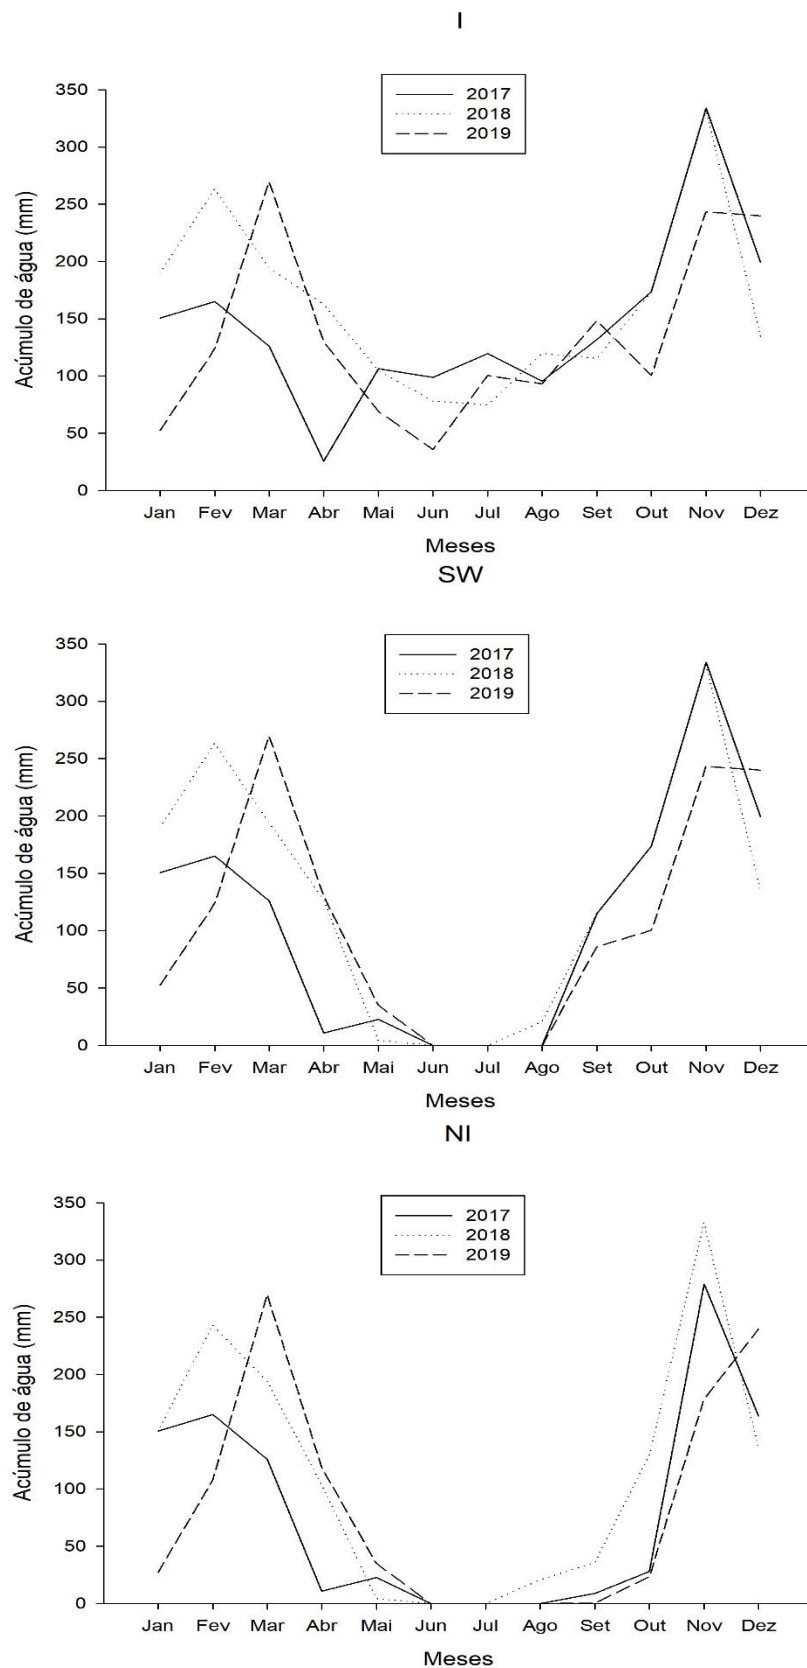 I
2017
2018
2019
Acúmulo de água (mm)
350
300
250
200
150
100
50
0
Jan Fev Mar Abr Mai Jun Jul Ago Set Out Nov Dez
Meses
SW
2017
2018
2019
Acúmulo de água (mm)
350
300
250
200
150
100
50
0
Jan Fev Mar Abr Mai Jun Jul Ago Set Out Nov Dez
Meses
NI
2017
2018
2019
Acúmulo de água (mm)
350
300
250
200
150
100
50
0
Jan Fev Mar Abr Mai Jun Jul Ago Set Out Nov Dez
Meses